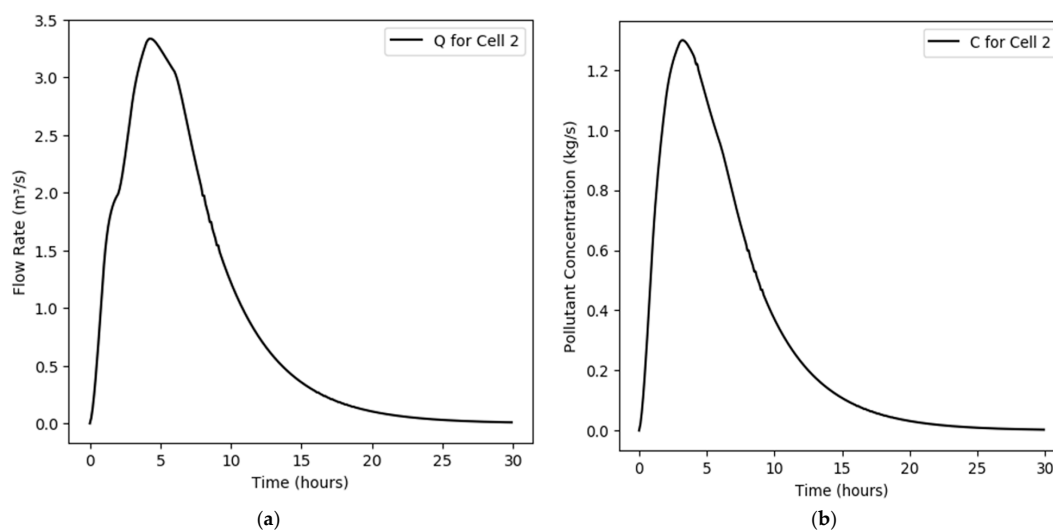 Q for Cell 2
Flow Rate (m³/s)
3.5
3.0
2.5
2.0
1.5
1.0
0.5
0.0
0 5 10 15 20 25 30
Time (hours)
(a)
C for Cell 2
Pollutant Concentration (kg/s)
1.2
1.0
0.8
0.6
0.4
0.2
0.0
0 5 10 15 20 25 30
Time (hours)
(b)